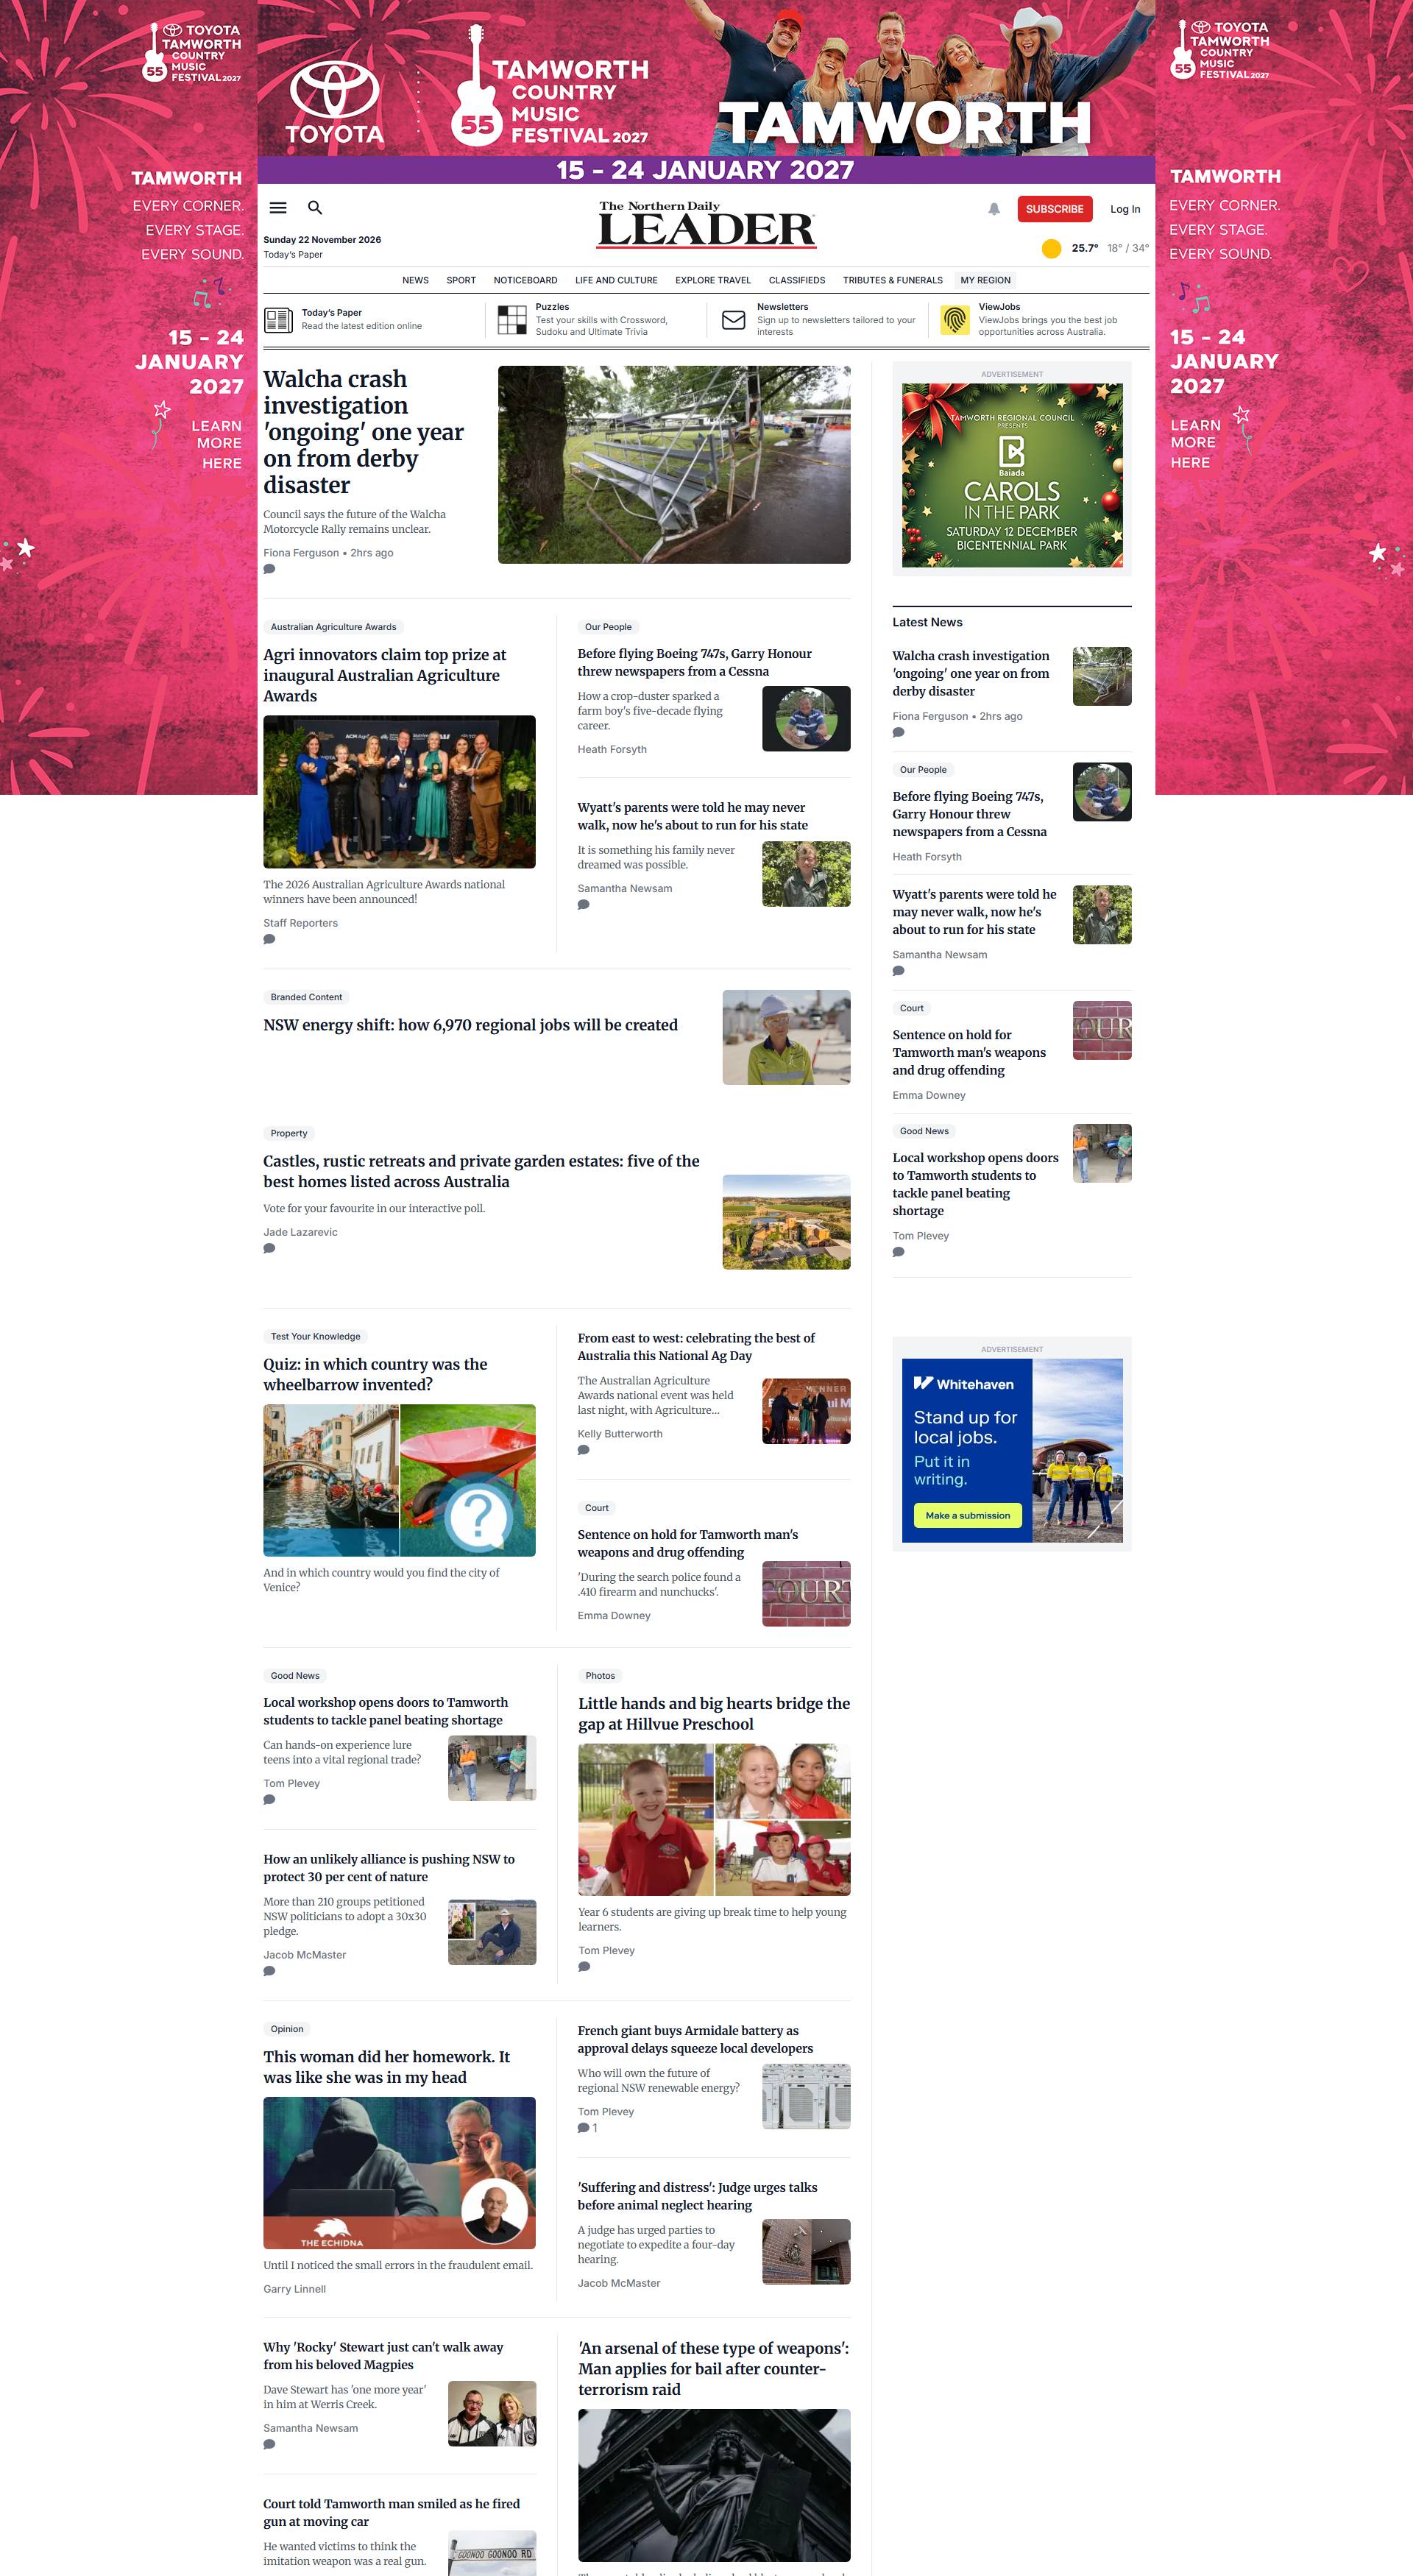 TOYOTA
TAMWORTH
COUNTRY
MUSIC
FESTIVAL 2027
55
TAMWORTH
EVERY CORNER.
EVERY STAGE.
EVERY SOUND.
15 - 24
JANUARY
2027
LEARN
MORE
HERE
TOYOTA
55
TAMWORTH
COUNTRY
MUSIC
FESTIVAL 2027
TAMWORTH
15 - 24 JANUARY 2027
TOYOTA
TAMWORTH
COUNTRY
MUSIC
FESTIVAL 2027
55
TAMWORTH
EVERY CORNER.
EVERY STAGE.
EVERY SOUND.
15 - 24
JANUARY
2027
LEARN
MORE
HERE
The Northern Daily
LEADER
SUBSCRIBE
Log In
Sunday 22 November 2026
Today's Paper
25.7° 18° / 34°
NEWS SPORT NOTICEBOARD LIFE AND CULTURE EXPLORE TRAVEL CLASSIFIEDS TRIBUTES & FUNERALS MY REGION
Today's Paper
Read the latest edition online
Puzzles
Test your skills with Crossword,
Sudoku and Ultimate Trivia
Newsletters
Sign up to newsletters tailored to your
interests
ViewJobs
ViewJobs brings you the best job
opportunities across Australia.
Walcha crash
investigation
'ongoing' one year
on from derby
disaster
Council says the future of the Walcha
Motorcycle Rally remains unclear.
Fiona Ferguson • 2hrs ago
Australian Agriculture Awards
Agri innovators claim top prize at
inaugural Australian Agriculture
Awards
The 2026 Australian Agriculture Awards national
winners have been announced!
Staff Reporters
Our People
Before flying Boeing 747s, Garry Honour
threw newspapers from a Cessna
How a crop-duster sparked a
farm boy's five-decade flying
career.
Heath Forsyth
Wyatt's parents were told he may never
walk, now he's about to run for his state
It is something his family never
dreamed was possible.
Samantha Newsam
Branded Content
NSW energy shift: how 6,970 regional jobs will be created
Property
Castles, rustic retreats and private garden estates: five of the
best homes listed across Australia
Vote for your favourite in our interactive poll.
Jade Lazarevic
Test Your Knowledge
Quiz: in which country was the
wheelbarrow invented?
?
And in which country would you find the city of
Venice?
From east to west: celebrating the best of
Australia this National Ag Day
The Australian Agriculture
Awards national event was held
last night, with Agriculture...
Kelly Butterworth
Court
Sentence on hold for Tamworth man's
weapons and drug offending
'During the search police found a
.410 firearm and nunchucks'.
Emma Downey
COURT
Good News
Local workshop opens doors to Tamworth
students to tackle panel beating shortage
Can hands-on experience lure
teens into a vital regional trade?
Tom Plevey
How an unlikely alliance is pushing NSW to
protect 30 per cent of nature
More than 210 groups petitioned
NSW politicians to adopt a 30x30
pledge.
Jacob McMaster
Photos
Little hands and big hearts bridge the
gap at Hillvue Preschool
Year 6 students are giving up break time to help young
learners.
Tom Plevey
Opinion
This woman did her homework. It
was like she was in my head
THE ECHIDNA
Until I noticed the small errors in the fraudulent email.
Garry Linnell
French giant buys Armidale battery as
approval delays squeeze local developers
Who will own the future of
regional NSW renewable energy?
Tom Plevey
1
'Suffering and distress': Judge urges talks
before animal neglect hearing
A judge has urged parties to
negotiate to expedite a four-day
hearing.
Jacob McMaster
Why 'Rocky' Stewart just can't walk away
from his beloved Magpies
Dave Stewart has 'one more year'
in him at Werris Creek.
Samantha Newsam
Court told Tamworth man smiled as he fired
gun at moving car
He wanted victims to think the
imitation weapon was a real gun.
GOONOO GOONOO RD
'An arsenal of these type of weapons':
Man applies for bail after counter-
terrorism raid
ADVERTISEMENT
TAMWORTH REGIONAL COUNCIL
PRESENTS
Baiada
CAROLS
IN THE PARK
SATURDAY 12 DECEMBER
BICENTENNIAL PARK
Latest News
Walcha crash investigation
'ongoing' one year on from
derby disaster
Fiona Ferguson • 2hrs ago
Our People
Before flying Boeing 747s,
Garry Honour threw
newspapers from a Cessna
Heath Forsyth
Wyatt's parents were told he
may never walk, now he's
about to run for his state
Samantha Newsam
Court
Sentence on hold for
Tamworth man's weapons
and drug offending
Emma Downey
OUR
Good News
Local workshop opens doors
to Tamworth students to
tackle panel beating
shortage
Tom Plevey
ADVERTISEMENT
Whitehaven
Stand up for
local jobs.
Put it in
writing.
Make a submission